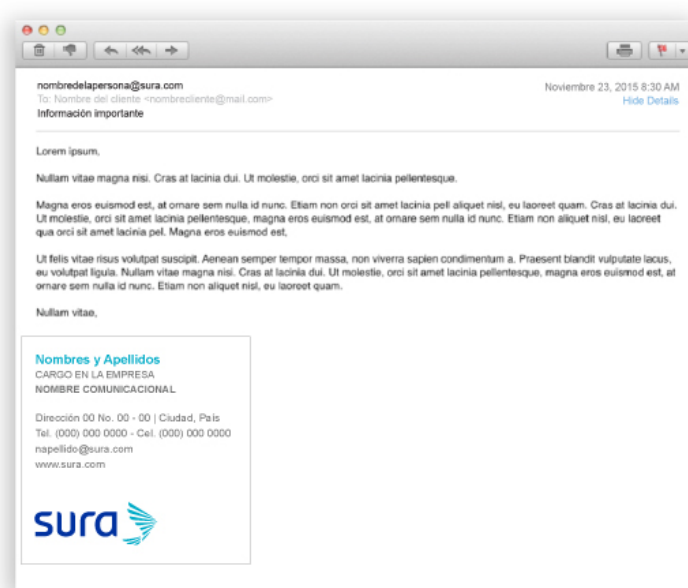 nombredelapersona@sura.com
Noviembre 23, 2015 8:30 AM
To: Nombre del cliente <nombrecliente@mail.com>
Hide Details
Información importante
Lorem ipsum,
Nullam vitae magna nisi. Cras at lacinia dui. Ut molestie, orci sit amet lacinia pellentesque.
Magna eros euismod est, at ornare sem nulla id nunc. Etiam non orci sit amet lacinia pell aliquet nisl, eu laoreet quam. Cras at lacinia dui.
Ut molestie, orci sit amet lacinia pellentesque, magna eros euismod est, at ornare sem nulla id nunc. Etiam non aliquet nisl, eu laoreet
qua orci sit amet lacinia pel. Magna eros euismod est,
Ut felis vitae risus volutpat suscipit. Aenean semper tempor massa, non viverra sapien condimentum a. Praesent blandit vulputate lacus,
eu volutpat ligula. Nullam vitae magna nisi. Cras at lacinia dui. Ut molestie, orci sit amet lacinia pellentesque, magna eros euismod est, at
ornare sem nulla id nunc. Etiam non aliquet nisl, eu laoreet quam.
Nullam vitae,
Nombres y Apellidos
CARGO EN LA EMPRESA
NOMBRE COMUNICACIONAL
Dirección 00 No. 00 - 00 | Ciudad, País
Tel. (000) 000 0000 - Cel. (000) 000 0000
napellido@sura.com
www.sura.com
sura